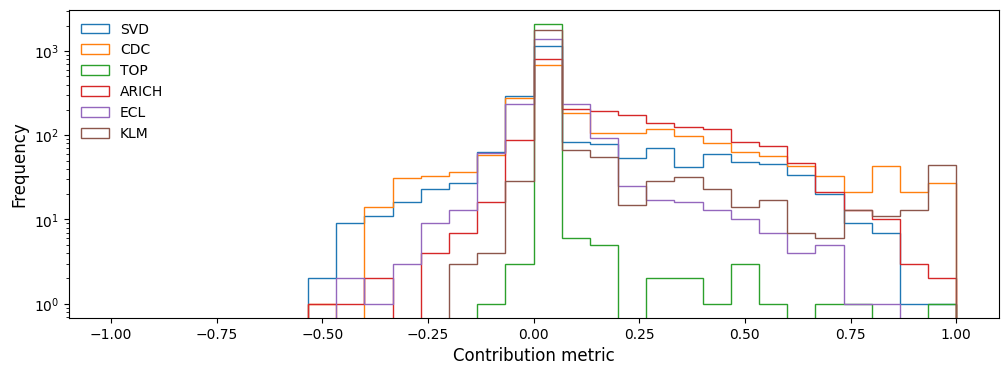 SVD
CDC
TOP
ARICH
ECL
KLM
Frequency
10³
10²
10¹
10⁰
−1.00 −0.75 −0.50 −0.25 0.00 0.25 0.50 0.75 1.00
Contribution metric